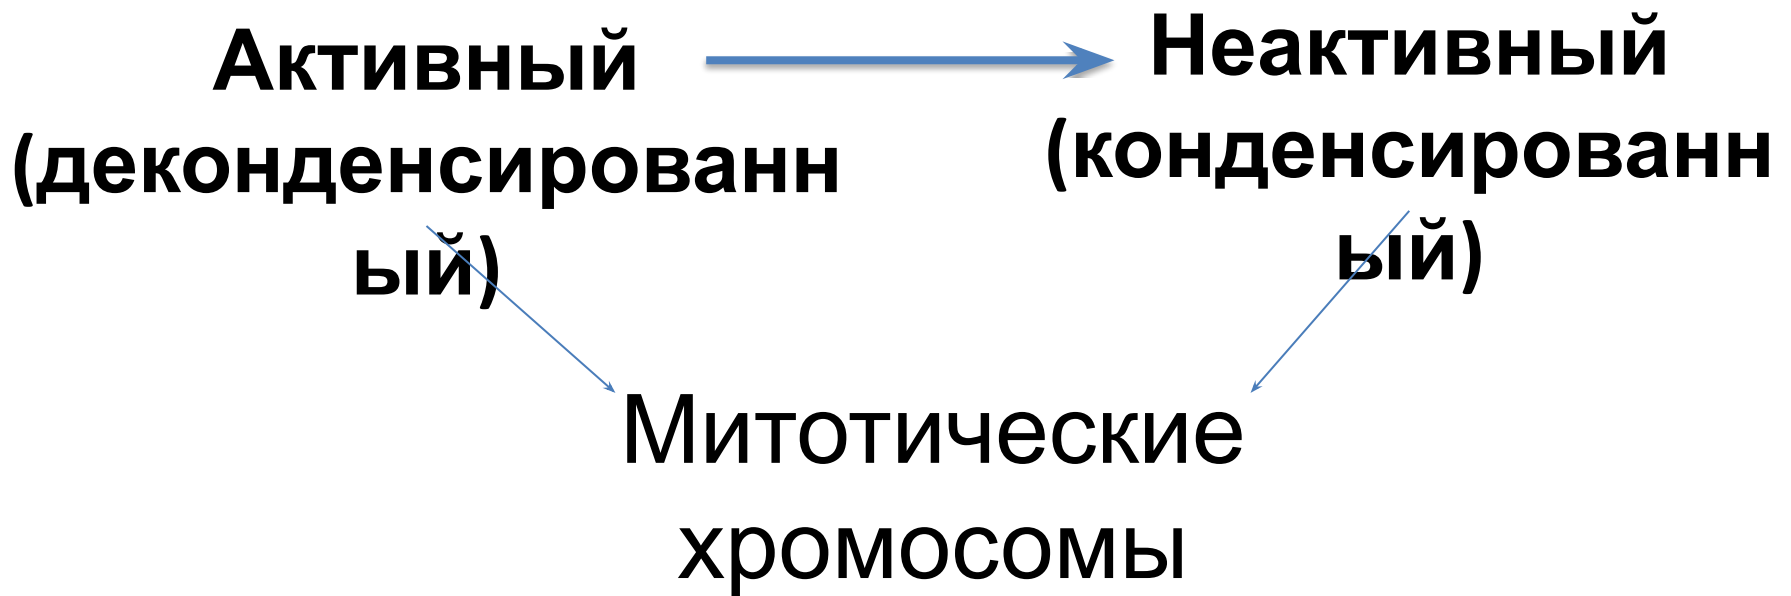 Активный
(деконденсированн
ый)
Неактивный
(конденсированн
ый)
Митотические
хромосомы